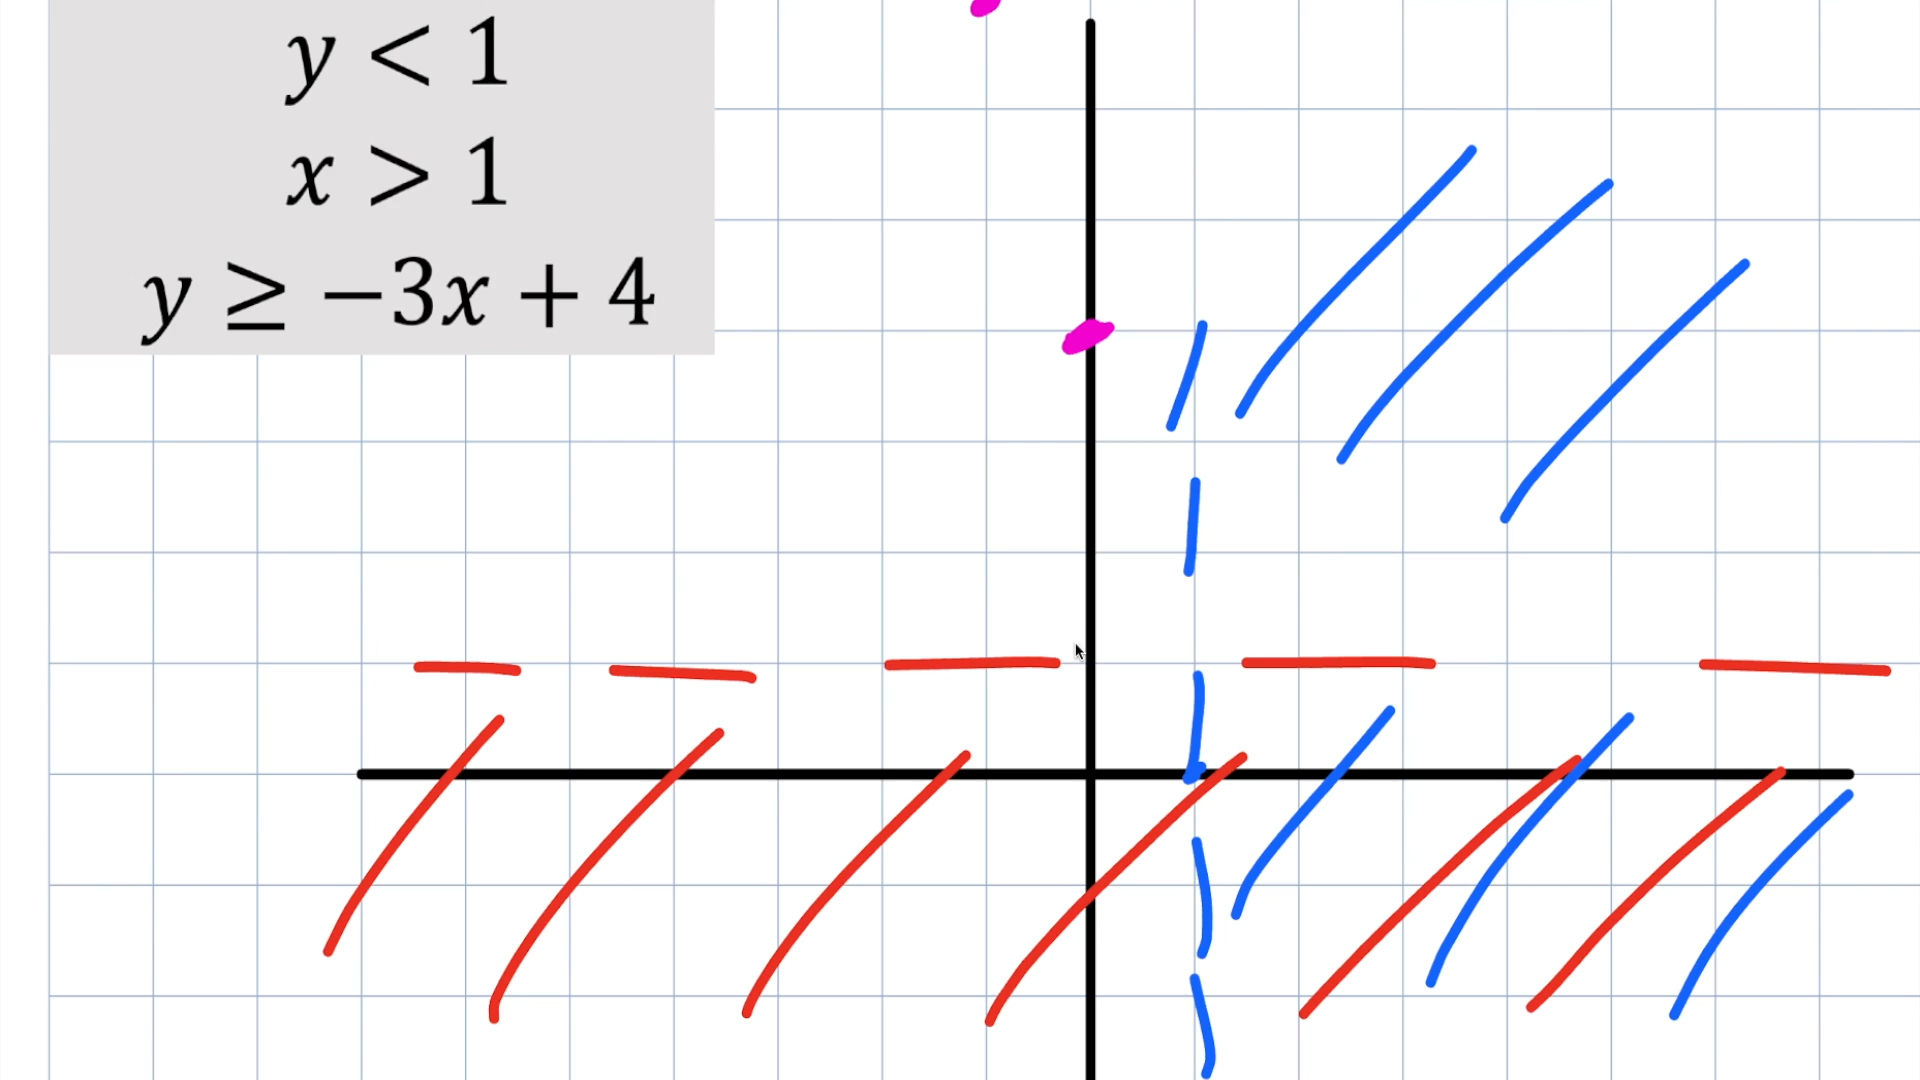 y < 1
x > 1
y ≥ −3x + 4